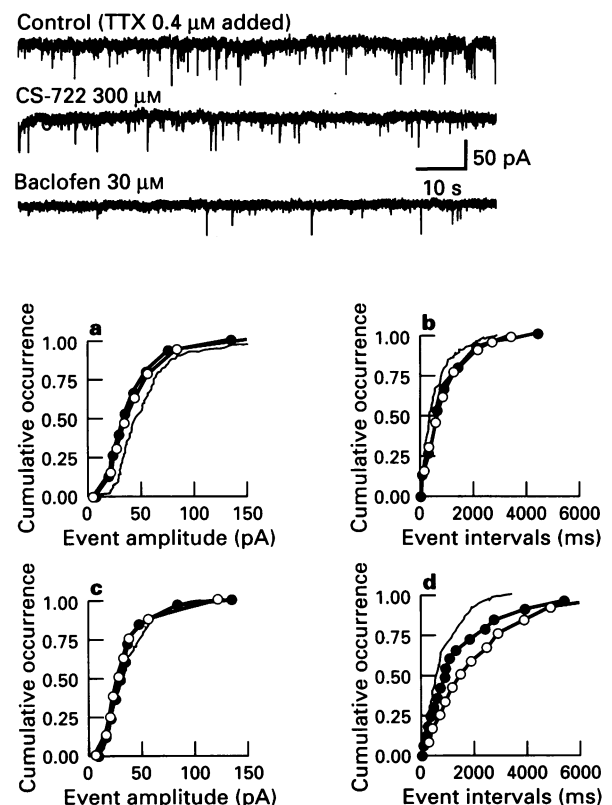 Control (TTX 0.4 μM added)
CS-722 300 μM
50 pA
10 s
Baclofen 30 μM
a
Cumulative occurrence
1.00
0.75
0.50
0.25
0.00
0 50 100 150
Event amplitude (pA)
b
Cumulative occurrence
1.00
0.75
0.50
0.25
0.00
0 2000 4000 6000
Event intervals (ms)
c
Cumulative occurrence
1.00
0.75
0.50
0.25
0.00
0 50 100 150
Event amplitude (pA)
d
Cumulative occurrence
1.00
0.75
0.50
0.25
0.00
0 2000 4000 6000
Event intervals (ms)